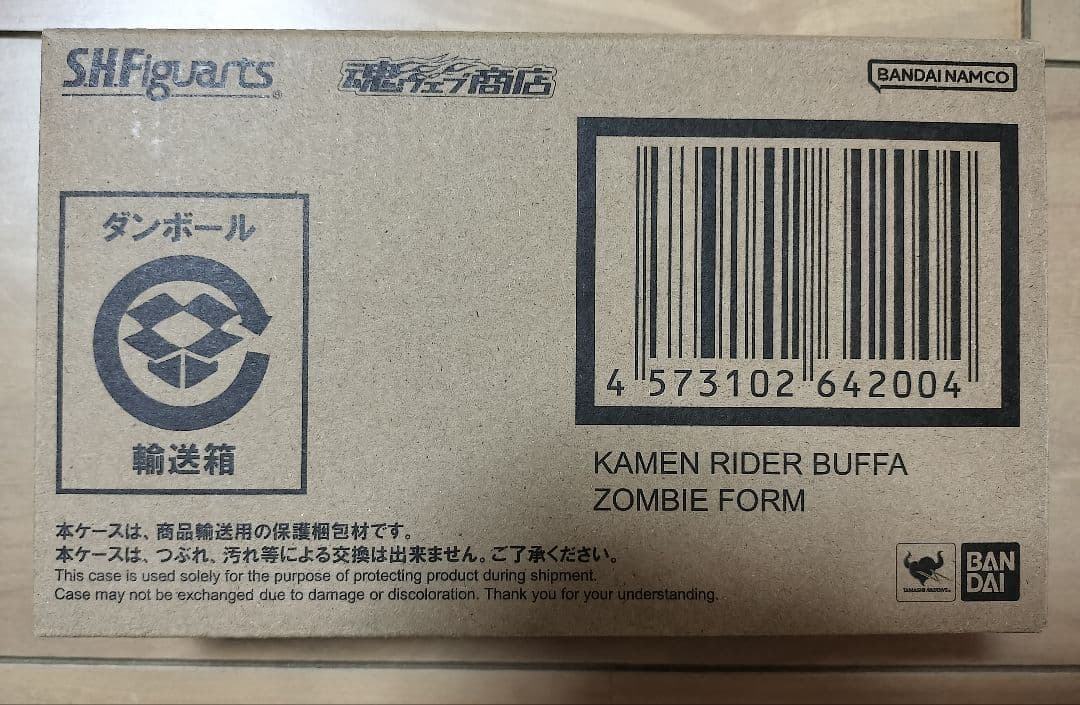 S.H.Figuarts
魂ウェブ商店
BANDAI NAMCO
ダンボール
輸送箱
4 573102 642004
KAMEN RIDER BUFFA
ZOMBIE FORM
本ケースは、商品輸送用の保護梱包材です。
本ケースは、つぶれ、汚れ等による交換は出来ません。ご了承ください。
This case is used solely for the purpose of protecting product during shipment.
Case may not be exchanged due to damage or discoloration. Thank you for your understanding.
TAMASHII NATIONS
BAN
DAI